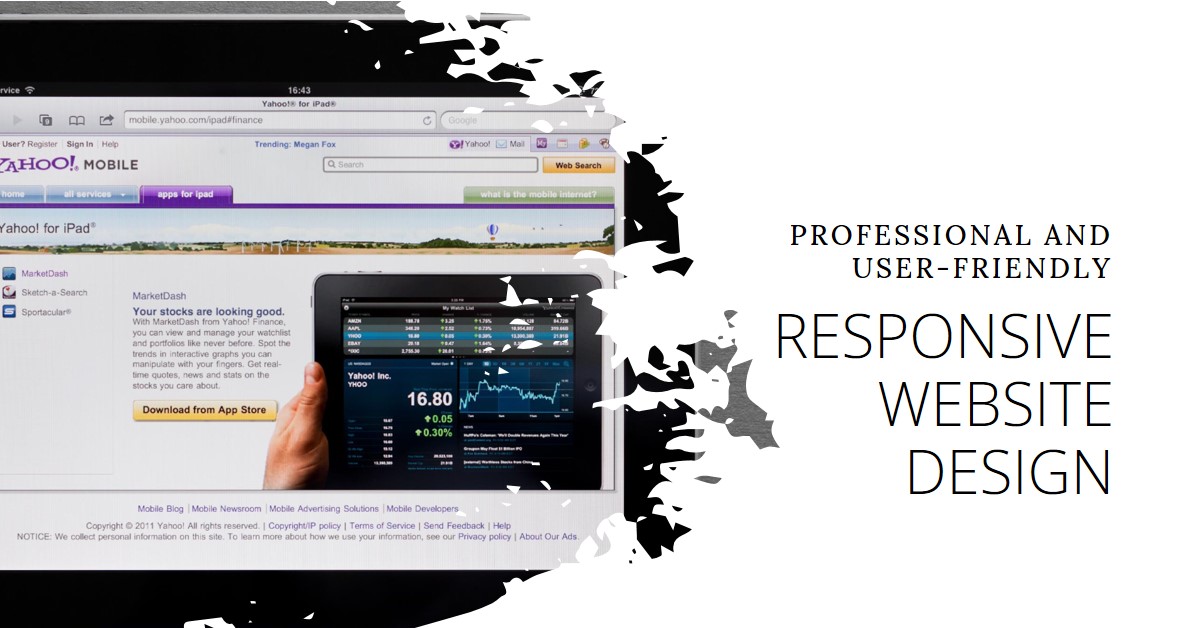 rvice 16:43
Yahoo!® for iPad®
mobile.yahoo.com/ipad#finance Google
User? Register Sign In Help Trending: Megan Fox Yahoo! Mail
YAHOO!® MOBILE Search Web Search
home all services apps for ipad what is the mobile internet?
Yahoo! for iPad®
MarketDash
Sketch-a-Search
Sportacular®
MarketDash
Your stocks are looking good.
With MarketDash from Yahoo! Finance,
you can view and manage your watchlist
and portfolios like never before. Spot the
trends in interactive graphs you can
manipulate with your fingers. Get real-
time quotes, news and stats on the
stocks you care about.
Download from App Store
My Watch List
AMZN
AAPL
YHOO
EBAY
Yahoo! Inc.
YHOO
16.80
0.05
0.30%
NEWS
Mobile Blog | Mobile Newsroom | Mobile Advertising Solutions | Mobile Developers
Copyright © 2011 Yahoo! All rights reserved. | Copyright/IP policy | Terms of Service | Send Feedback | Help
NOTICE: We collect personal information on this site. To learn more about how we use your information, see our Privacy policy | About Our Ads
PROFESSIONAL AND
USER-FRIENDLY
RESPONSIVE
WEBSITE
DESIGN